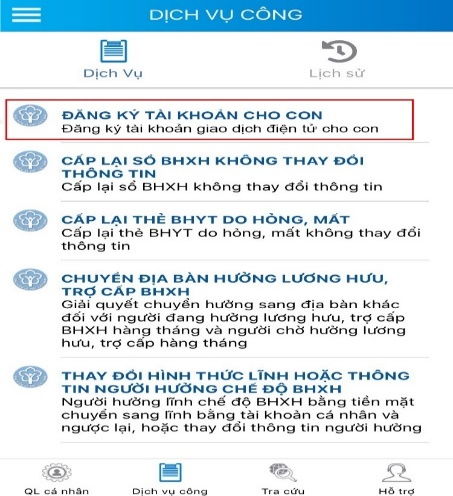 DỊCH VỤ CÔNG
Dịch Vụ
Lịch sử
ĐĂNG KÝ TÀI KHOẢN CHO CON
Đăng ký tài khoản giao dịch điện tử cho con
CẤP LẠI SỔ BHXH KHÔNG THAY ĐỔI
THÔNG TIN
Cấp lại sổ BHXH không thay đổi thông tin
CẤP LẠI THẺ BHYT DO HỎNG, MẤT
Cấp lại thẻ BHYT do hỏng, mất không thay đổi
thông tin
CHUYỂN ĐỊA BÀN HƯỞNG LƯƠNG HƯU,
TRỢ CẤP BHXH
Giải quyết chuyển hưởng sang địa bàn khác
đối với người đang hưởng lương hưu, trợ cấp
BHXH hàng tháng và người chờ hưởng lương
hưu, trợ cấp hàng tháng
THAY ĐỔI HÌNH THỨC LĨNH HOẶC THÔNG
TIN NGƯỜI HƯỞNG CHẾ ĐỘ BHXH
Người hưởng lĩnh chế độ BHXH bằng tiền mặt
chuyển sang lĩnh bằng tài khoản cá nhân và
ngược lại, hoặc thay đổi thông tin người hưởng
QL cá nhân
Dịch vụ công
Tra cứu
Hỗ trợ